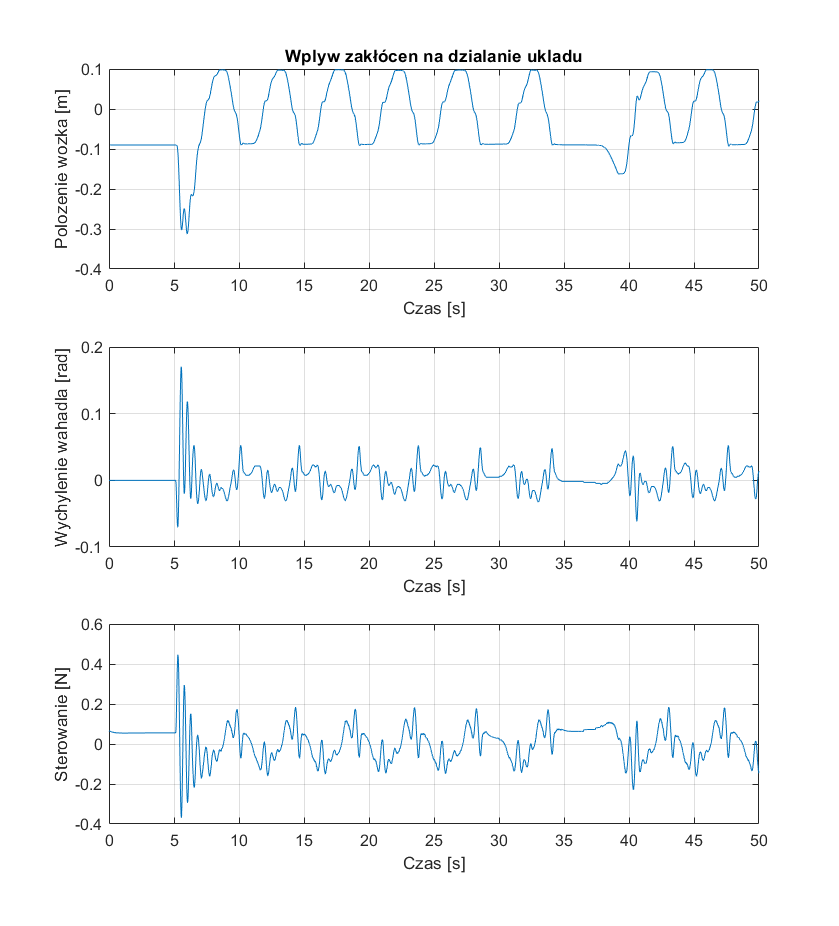 Wplyw zakłócen na dzialanie ukladu
Polozenie wozka [m]
0.1
0
-0.1
-0.2
-0.3
-0.4
0 5 10 15 20 25 30 35 40 45 50
Czas [s]
Wychylenie wahadla [rad]
0.2
0.1
0
-0.1
0 5 10 15 20 25 30 35 40 45 50
Czas [s]
Sterowanie [N]
0.6
0.4
0.2
0
-0.2
-0.4
0 5 10 15 20 25 30 35 40 45 50
Czas [s]